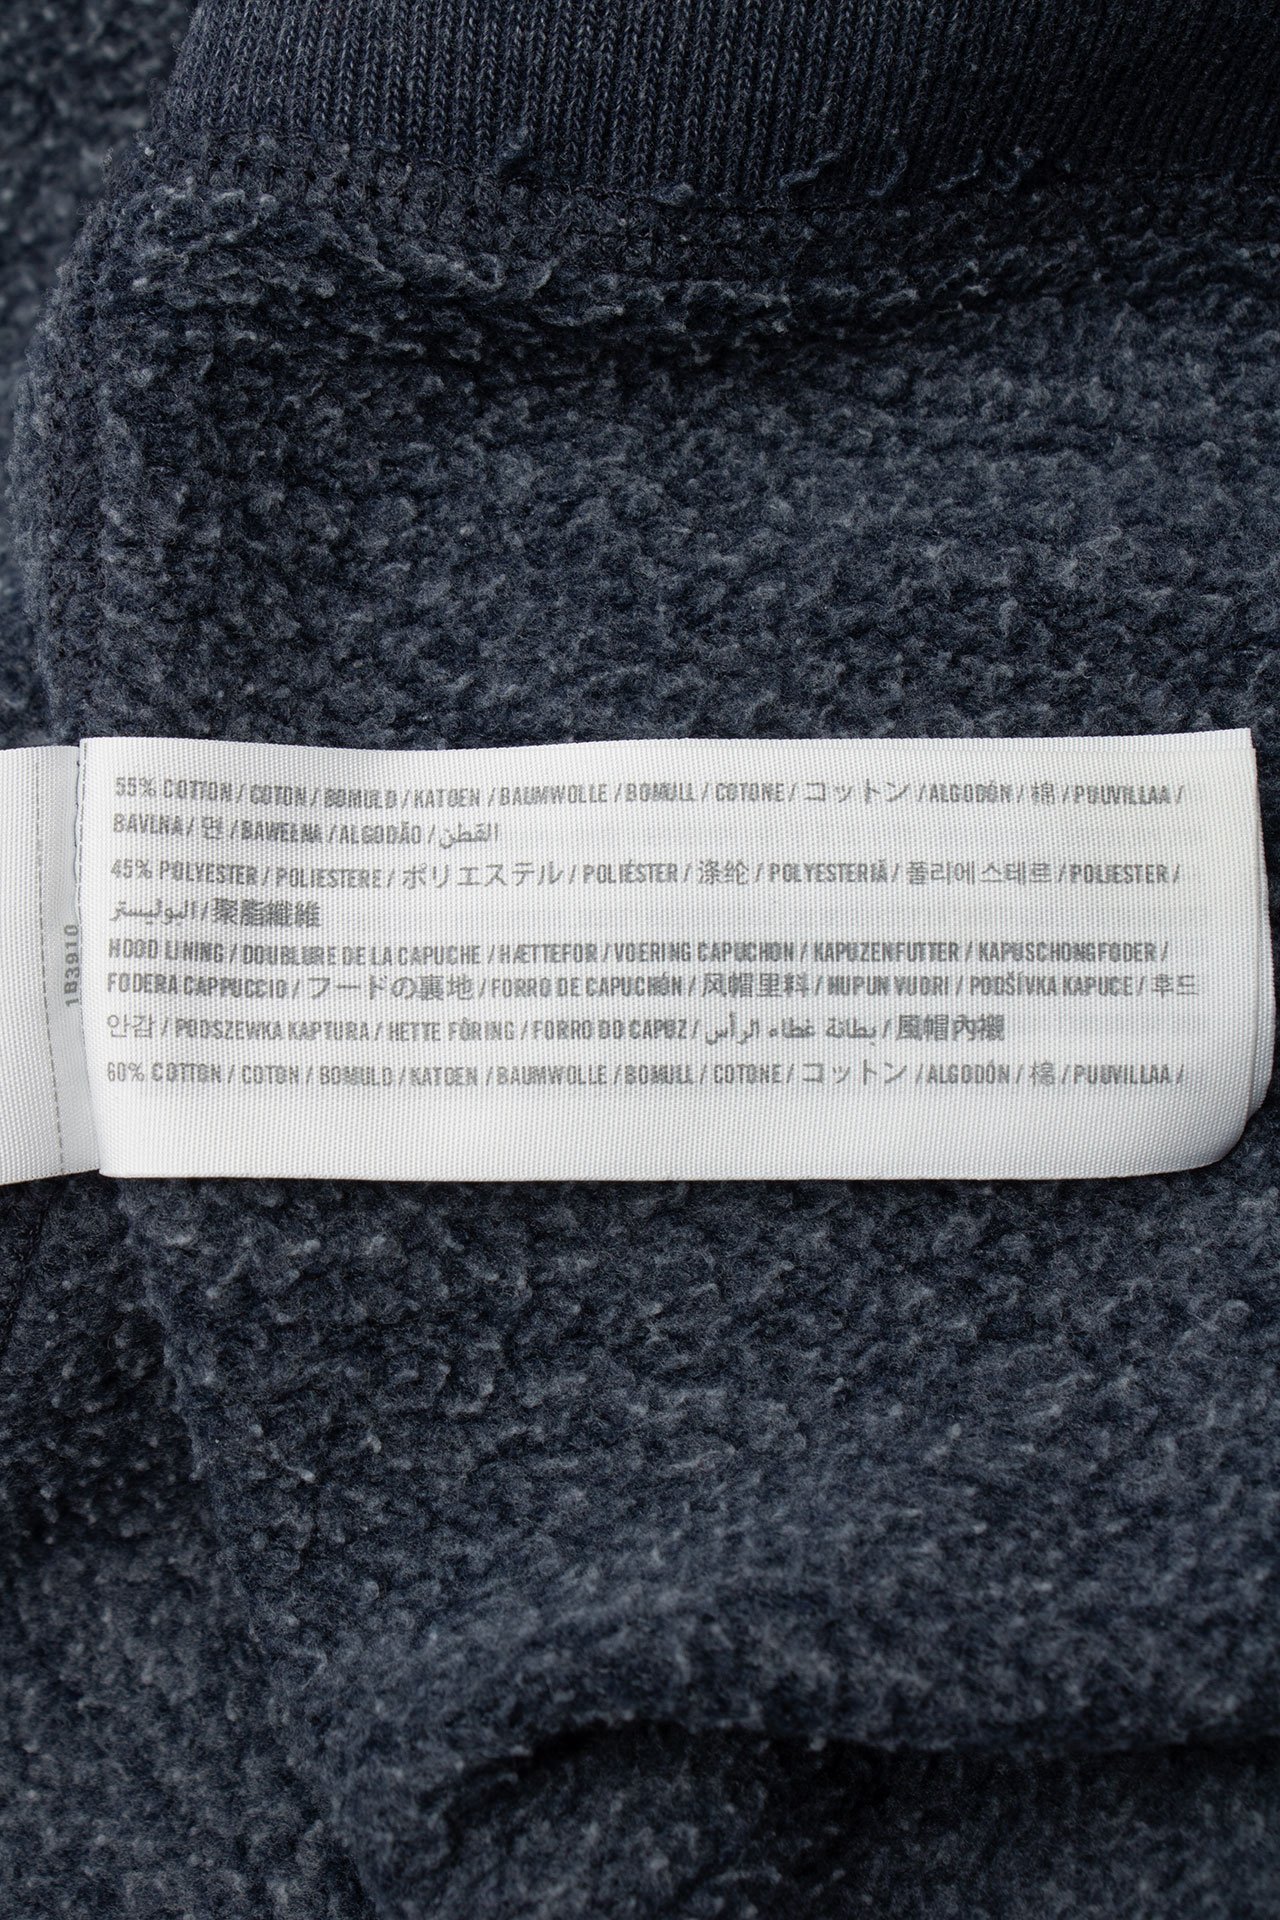 55% COTTON / COTON / BOMULD / KATOEN / BAUMWOLLE / BOMULL / COTONE / コットン / ALGODÓN / 棉 / PUUVILLAA /
BAVLNA / 면 / BAWEŁNA / ALGODÃO / القطن
45% POLYESTER / POLIESTERE / ポリエステル / POLIÉSTER / 涤纶 / POLYESTERIÄ / 폴리에스테르 / POLIESTER /
البوليستر / 聚脂纖維
HOOD LINING / DOUBLURE DE LA CAPUCHE / HÆTTEFOR / VOERING CAPUCHON / KAPUZENFUTTER / KAPUSCHONGFODER /
FODERA CAPPUCCIO / フードの裏地 / FORRO DE CAPUCHÓN / 风帽里料 / HUPUN VUORI / PODŠÍVKA KAPUCE / 후드
안감 / PODSZEWKA KAPTURA / HETTE FÔRING / FORRO DO CAPUZ / بطانة غطاء الرأس / 風帽內襯
60% COTTON / COTON / BOMULD / KATOEN / BAUMWOLLE / BOMULL / COTONE / コットン / ALGODÓN / 棉 / PUUVILLAA /
183910